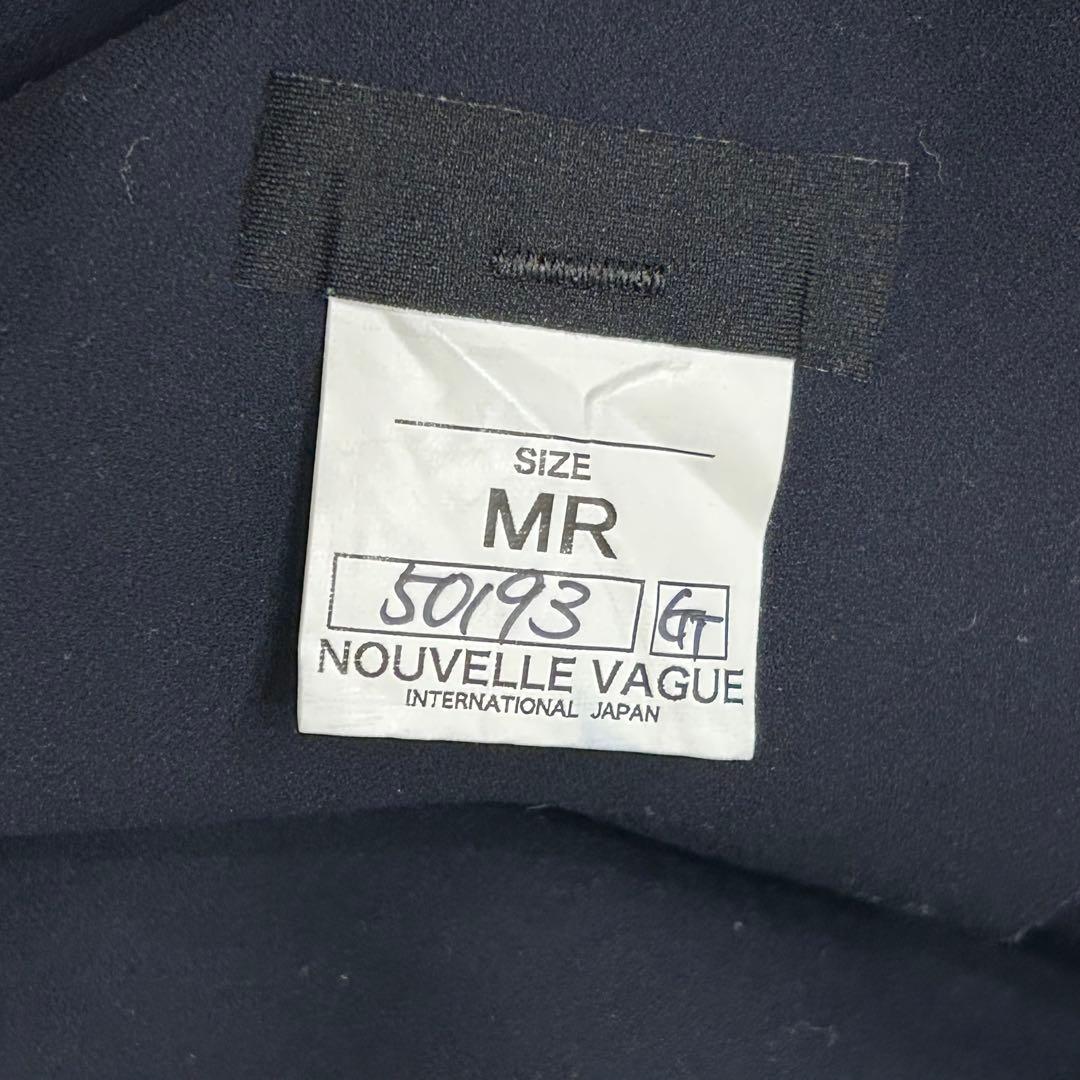 SIZE
MR
50193 GT
NOUVELLE VAGUE
INTERNATIONAL JAPAN